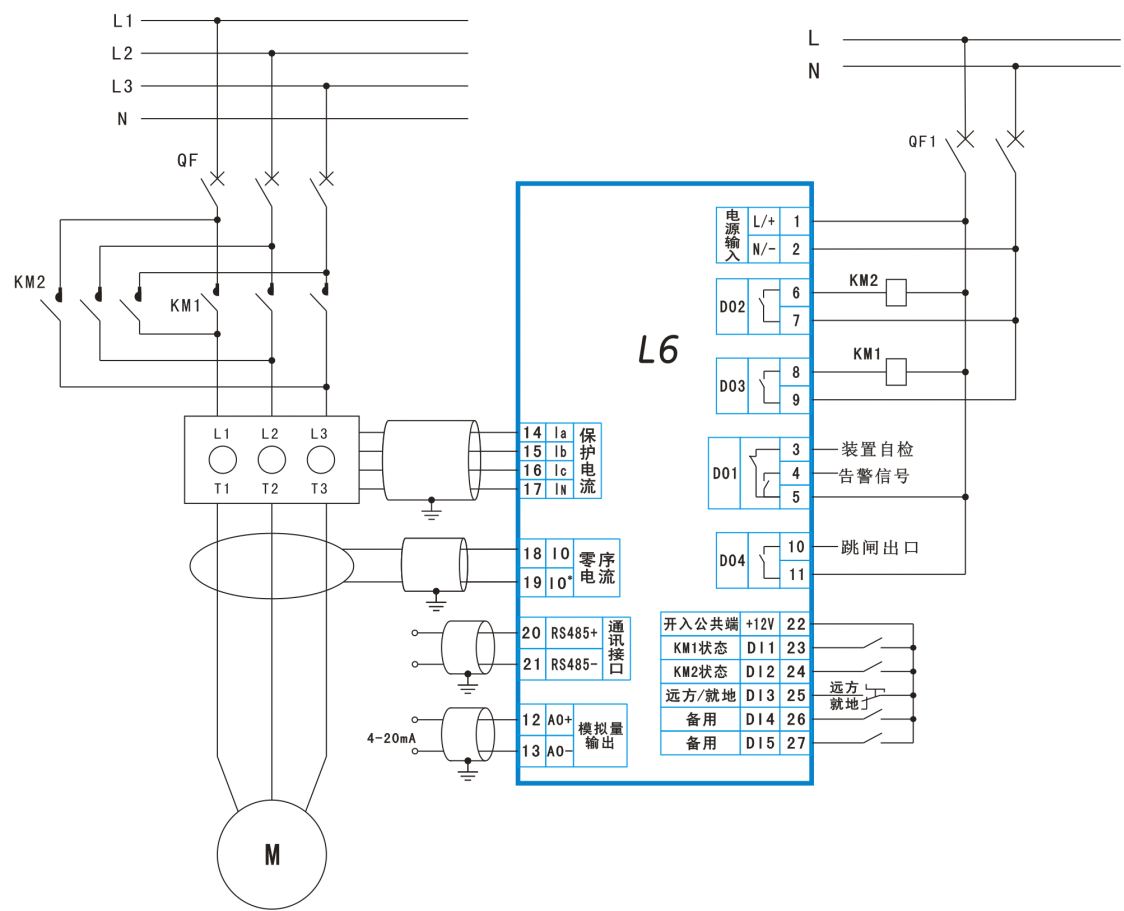 L1
L2
L3
N
QF
KM2
KM1
L1 L2 L3
T1 T2 T3
M
L
N
QF1
L6
电源输入
L/+ 1
N/- 2
DO2
6
7
KM2
DO3
8
9
KM1
DO1
3 装置自检
4 告警信号
5
DO4
10 跳闸出口
11
14 Ia
15 Ib
16 Ic
17 IN
保护电流
18 IO
19 IO*
零序
电流
20 RS485+
21 RS485-
通讯接口
4-20mA
12 AO+
13 AO-
模拟量
输出
开入公共端 +12V 22
KM1状态 DI1 23
KM2状态 DI2 24
远方/就地 DI3 25
远方
就地
备用 DI4 26
备用 DI5 27